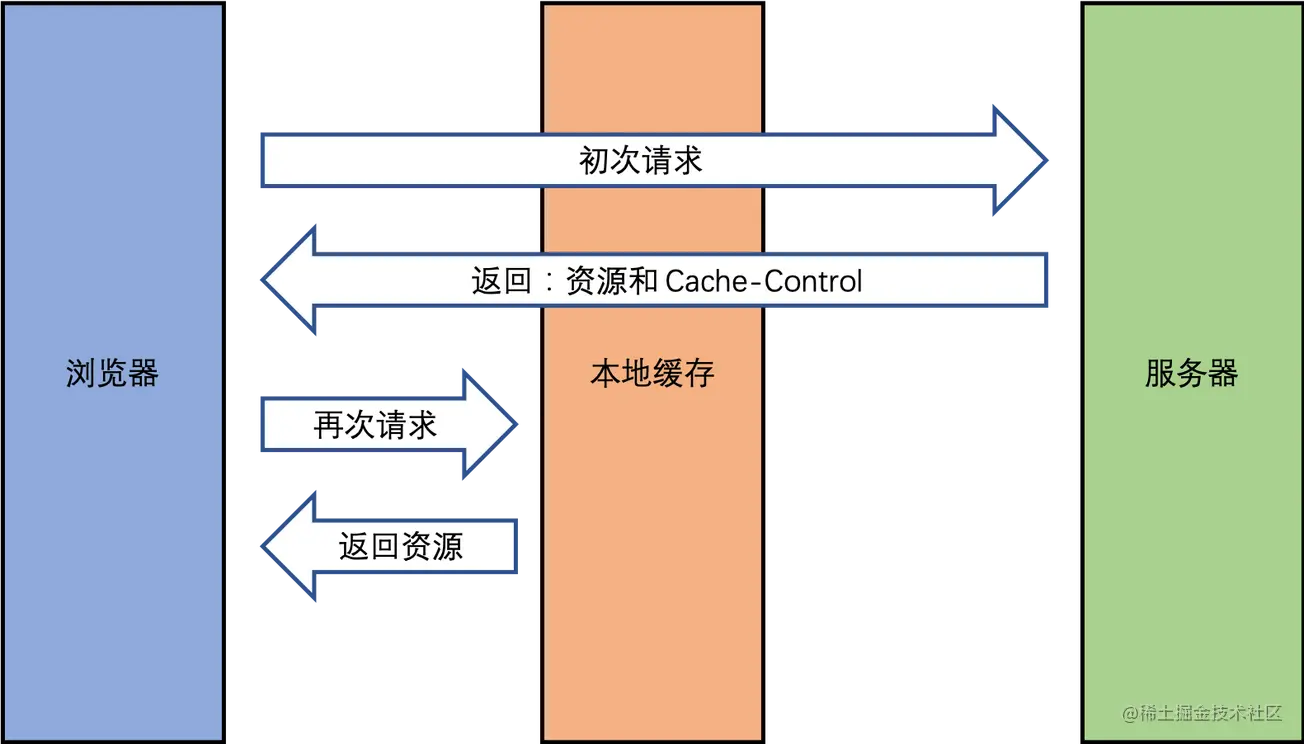 初次请求
返回：资源和 Cache-Control
浏览器
本地缓存
服务器
再次请求
返回资源
@稀土掘金技术社区